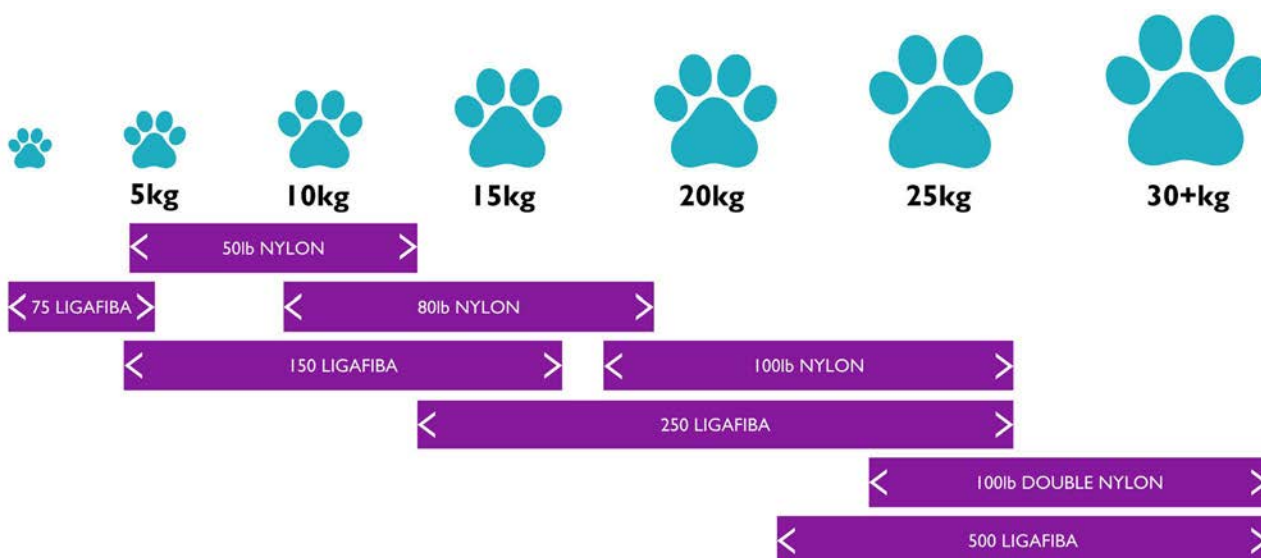 5kg 10kg 15kg 20kg 25kg 30+kg
50lb NYLON
75 LIGAFIBA 80lb NYLON
150 LIGAFIBA 100lb NYLON
250 LIGAFIBA
100lb DOUBLE NYLON
500 LIGAFIBA